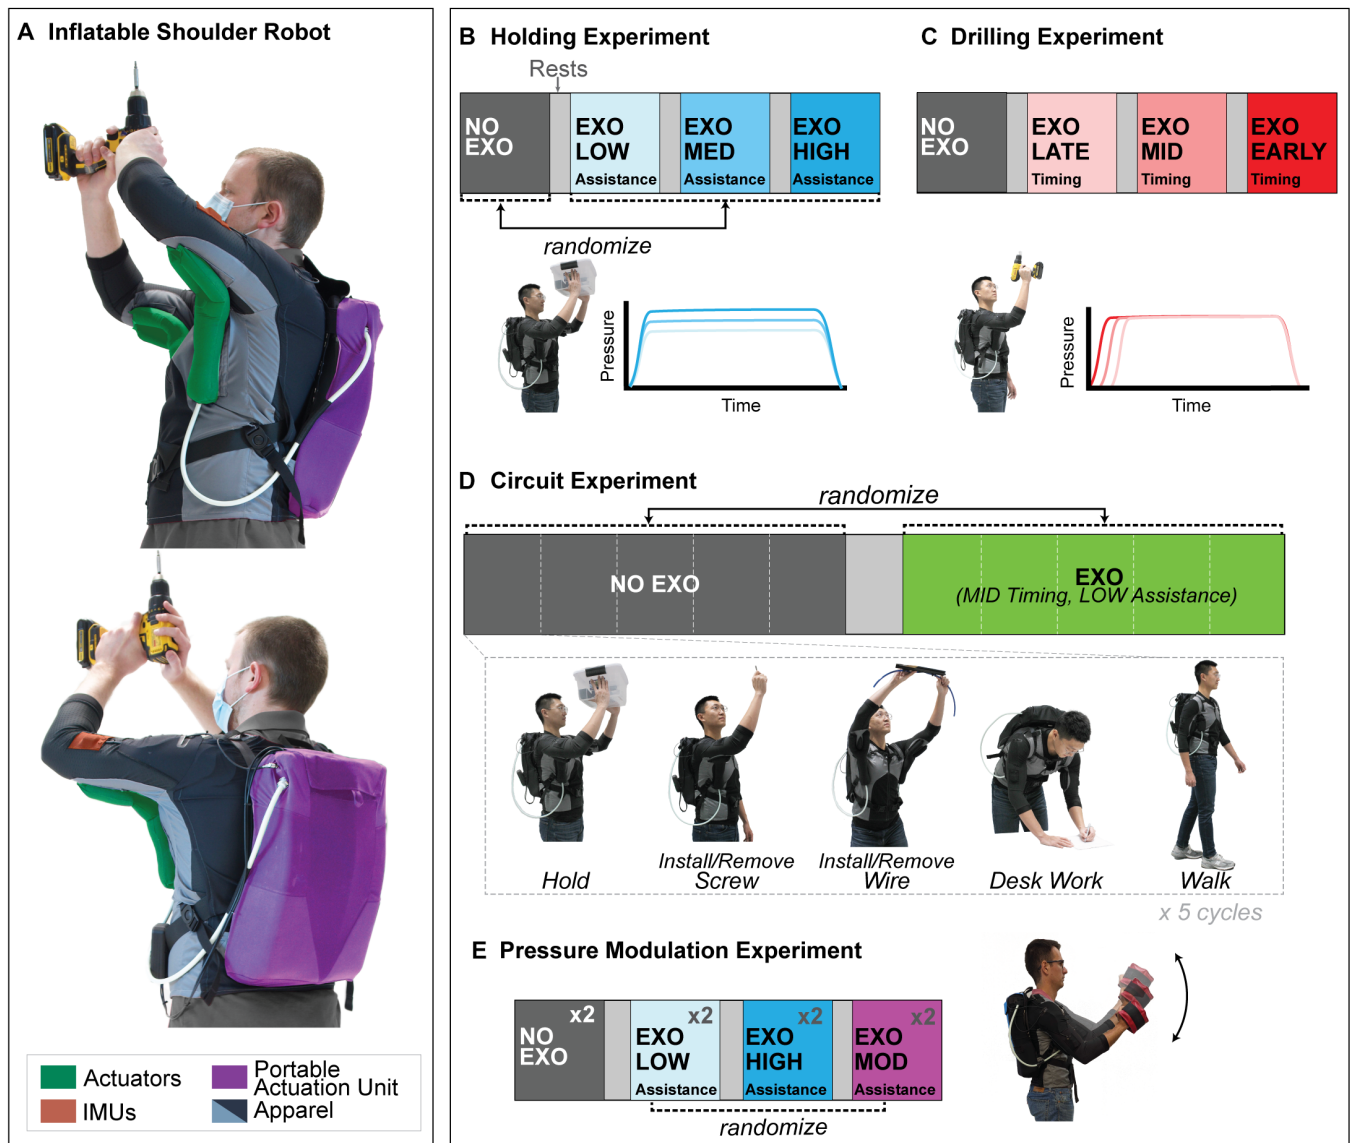 A Inflatable Shoulder Robot
Actuators
IMUs
Portable
Actuation Unit
Apparel
B Holding Experiment
Rests
NO
EXO
EXO
LOW
Assistance
EXO
MED
Assistance
EXO
HIGH
Assistance
randomize
Pressure
Time
C Drilling Experiment
NO
EXO
EXO
LATE
Timing
EXO
MID
Timing
EXO
EARLY
Timing
Pressure
Time
D Circuit Experiment
randomize
NO EXO
EXO
(MID Timing, LOW Assistance)
Hold
Install/Remove
Screw
Install/Remove
Wire
Desk Work
Walk
x 5 cycles
E Pressure Modulation Experiment
x2
NO
EXO
x2
EXO
LOW
Assistance
x2
EXO
HIGH
Assistance
x2
EXO
MOD
Assistance
randomize